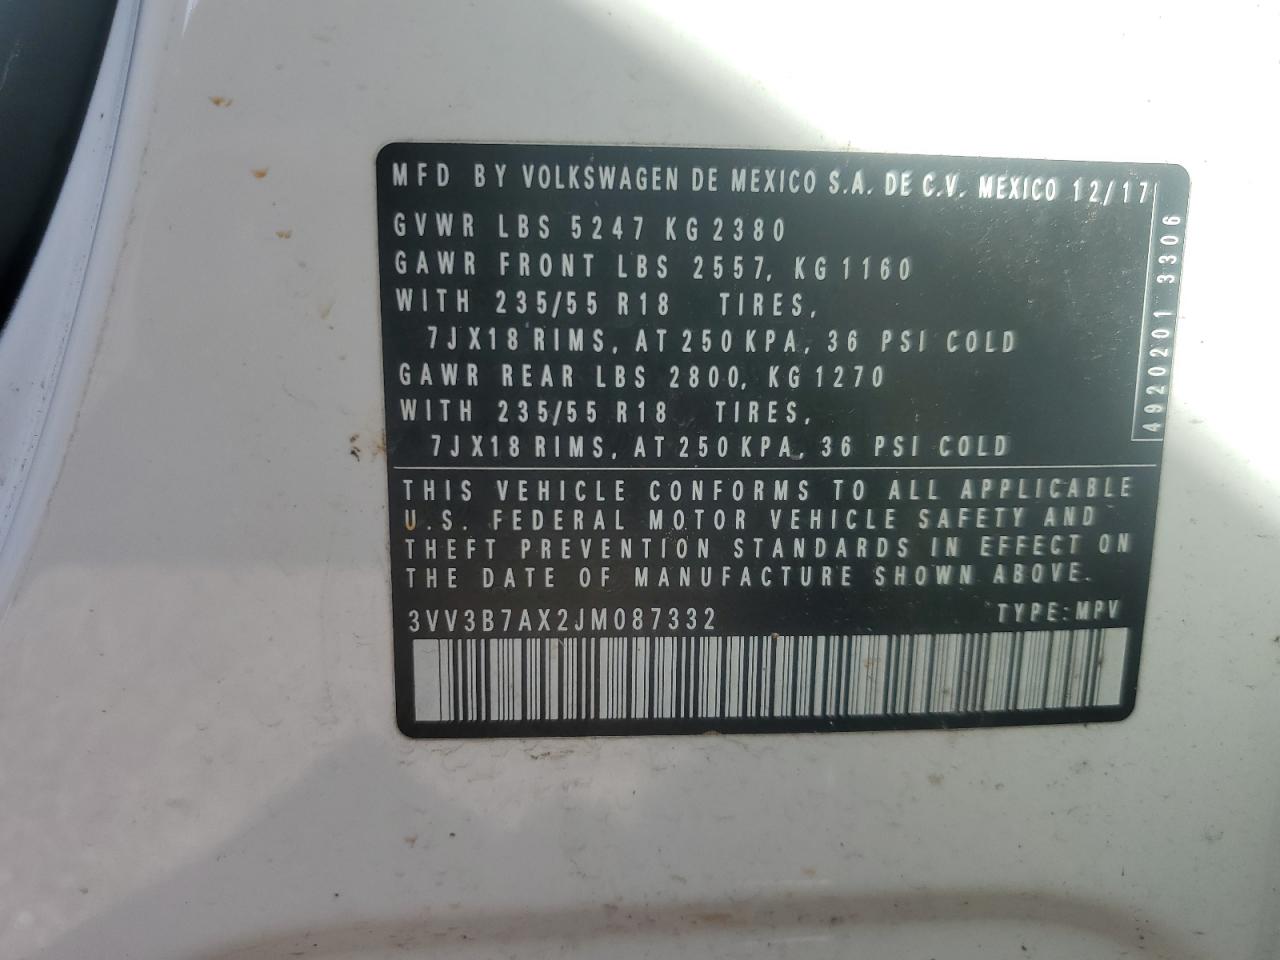 MFD BY VOLKSWAGEN DE MEXICO S.A. DE C.V. MEXICO 12/17
GVWR LBS 5247 KG 2380
GAWR FRONT LBS 2557, KG 1160
WITH 235/55 R18 TIRES,
7JX18 RIMS, AT 250 KPA, 36 PSI COLD
GAWR REAR LBS 2800, KG 1270
WITH 235/55 R18 TIRES,
7JX18 RIMS, AT 250 KPA, 36 PSI COLD
4920201 3306
THIS VEHICLE CONFORMS TO ALL APPLICABLE
U.S. FEDERAL MOTOR VEHICLE SAFETY AND
THEFT PREVENTION STANDARDS IN EFFECT ON
THE DATE OF MANUFACTURE SHOWN ABOVE.
3VV3B7AX2JM087332 TYPE: MPV